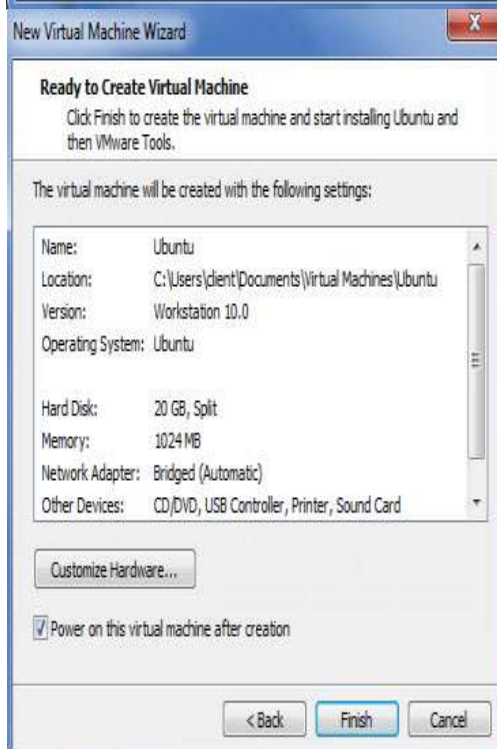 New Virtual Machine Wizard
X
Ready to Create Virtual Machine
Click Finish to create the virtual machine and start installing Ubuntu and
then VMware Tools.
The virtual machine will be created with the following settings:
Name: Ubuntu
Location: C:\Users\client\Documents\Virtual Machines\Ubuntu
Version: Workstation 10.0
Operating System: Ubuntu
Hard Disk: 20 GB, Split
Memory: 1024 MB
Network Adapter: Bridged (Automatic)
Other Devices: CD/DVD, USB Controller, Printer, Sound Card
Customize Hardware...
Power on this virtual machine after creation
< Back Finish Cancel